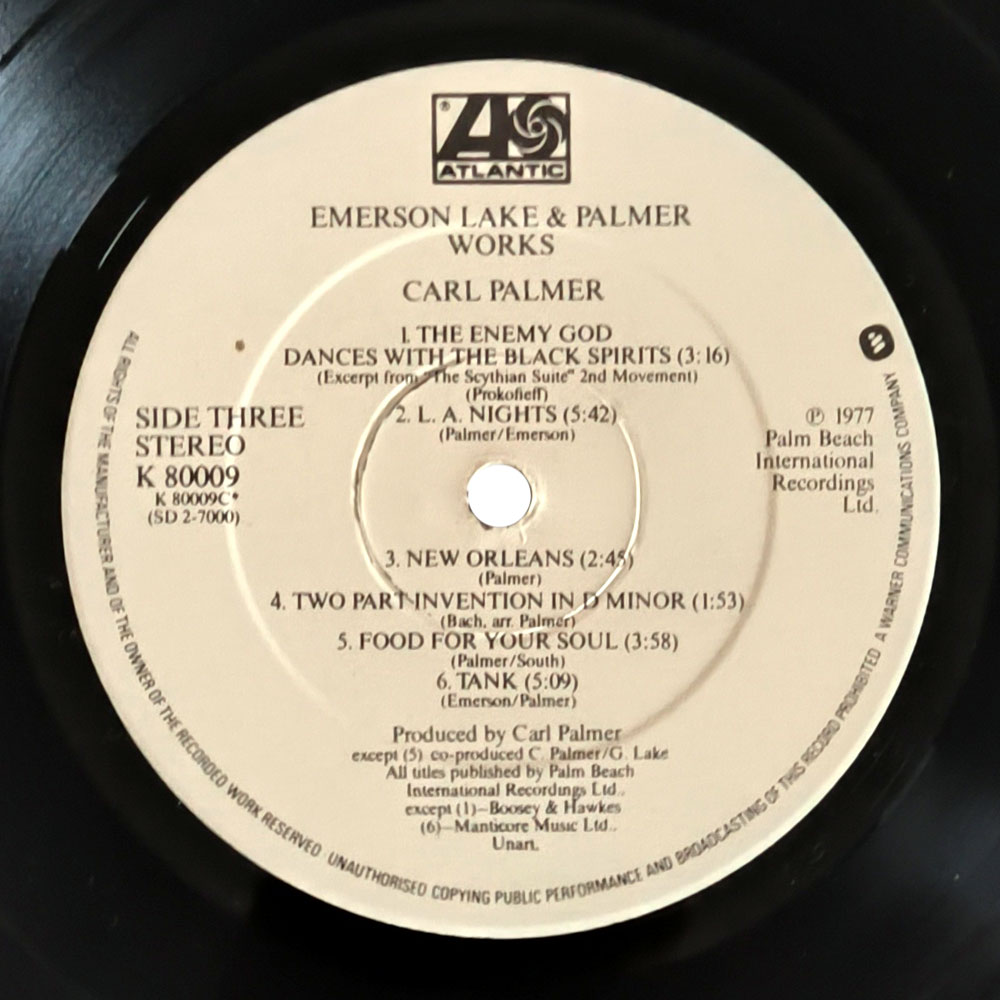 ® ATLANTIC
EMERSON LAKE & PALMER
WORKS
CARL PALMER
1. THE ENEMY GOD
DANCES WITH THE BLACK SPIRITS (3:16)
(Excerpt from "The Scythian Suite" 2nd Movement)
(Prokofieff)
2. L. A. NIGHTS (5:42)
(Palmer/Emerson)
SIDE THREE
STEREO
K 80009
K 80009C*
(SD 2-7000)
℗ 1977
Palm Beach
International
Recordings
Ltd.
3. NEW ORLEANS (2:45)
(Palmer)
4. TWO PART INVENTION IN D MINOR (1:53)
(Bach, arr. Palmer)
5. FOOD FOR YOUR SOUL (3:58)
(Palmer/South)
6. TANK (5:09)
(Emerson/Palmer)
Produced by Carl Palmer
except (5) co-produced C. Palmer/G. Lake
All titles published by Palm Beach
International Recordings Ltd.,
except (1)—Boosey & Hawkes
(6)—Manticore Music Ltd..
Unart.
ALL RIGHTS OF THE MANUFACTURER AND OF THE OWNER OF THE RECORDED WORK RESERVED UNAUTHORISED COPYING PUBLIC PERFORMANCE AND BROADCASTING OF THIS RECORD PROHIBITED A WARNER COMMUNICATIONS COMPANY